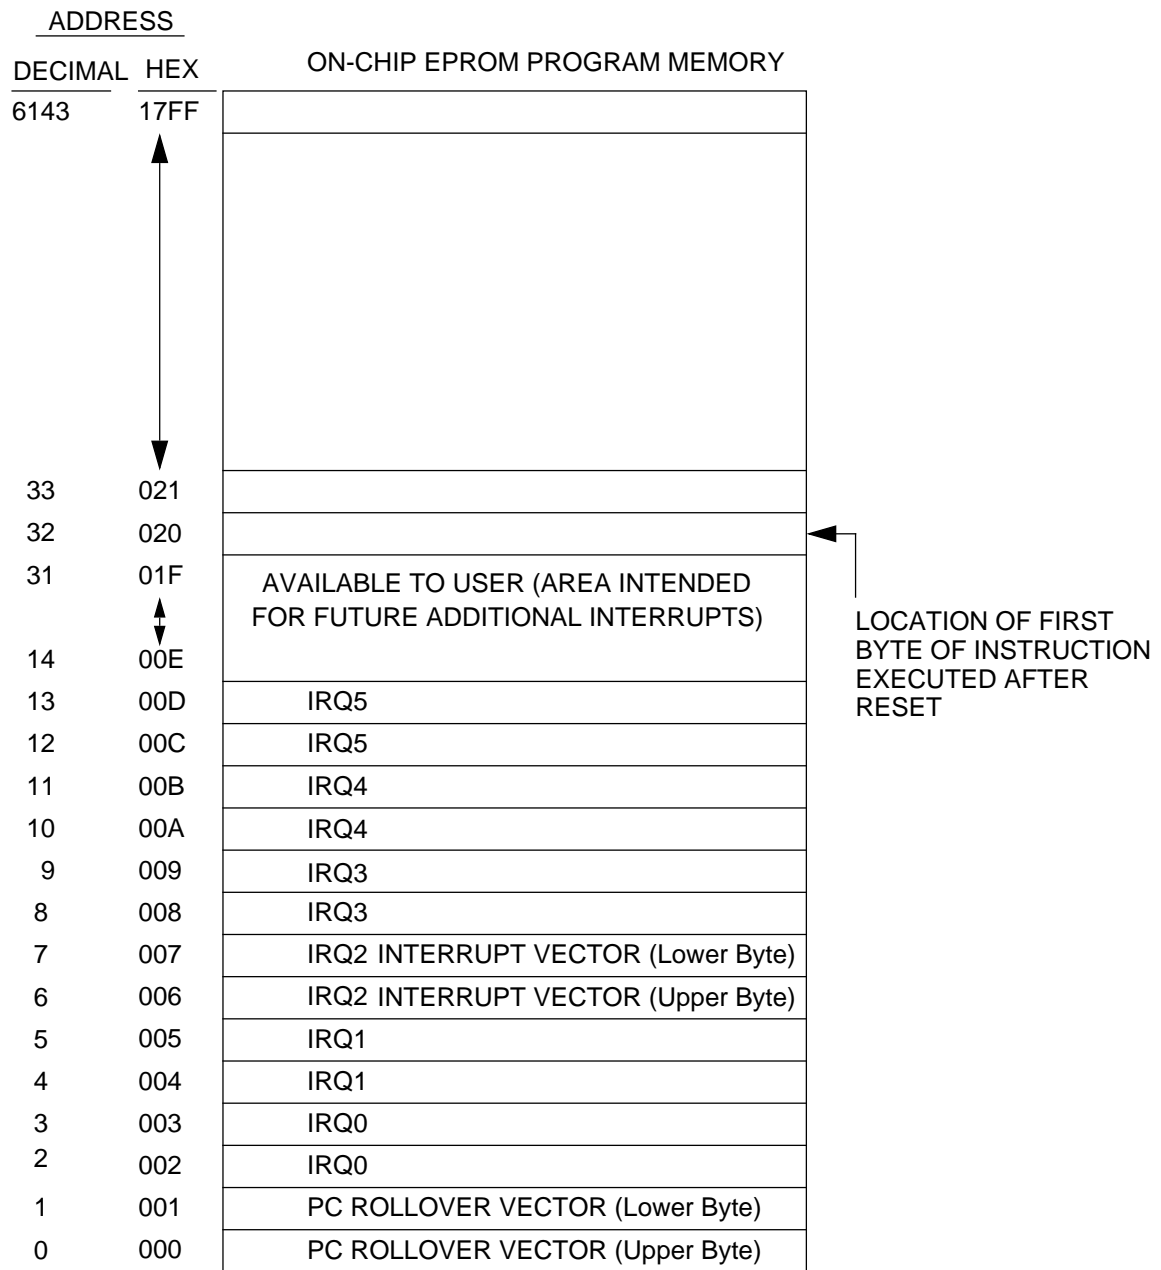 ADDRESS
DECIMAL HEX ON-CHIP EPROM PROGRAM MEMORY
6143 17FF
33 021
32 020
31 01F AVAILABLE TO USER (AREA INTENDED
FOR FUTURE ADDITIONAL INTERRUPTS)
LOCATION OF FIRST
BYTE OF INSTRUCTION
EXECUTED AFTER
RESET
14 00E
13 00D IRQ5
12 00C IRQ5
11 00B IRQ4
10 00A IRQ4
9 009 IRQ3
8 008 IRQ3
7 007 IRQ2 INTERRUPT VECTOR (Lower Byte)
6 006 IRQ2 INTERRUPT VECTOR (Upper Byte)
5 005 IRQ1
4 004 IRQ1
3 003 IRQ0
2 002 IRQ0
1 001 PC ROLLOVER VECTOR (Lower Byte)
0 000 PC ROLLOVER VECTOR (Upper Byte)